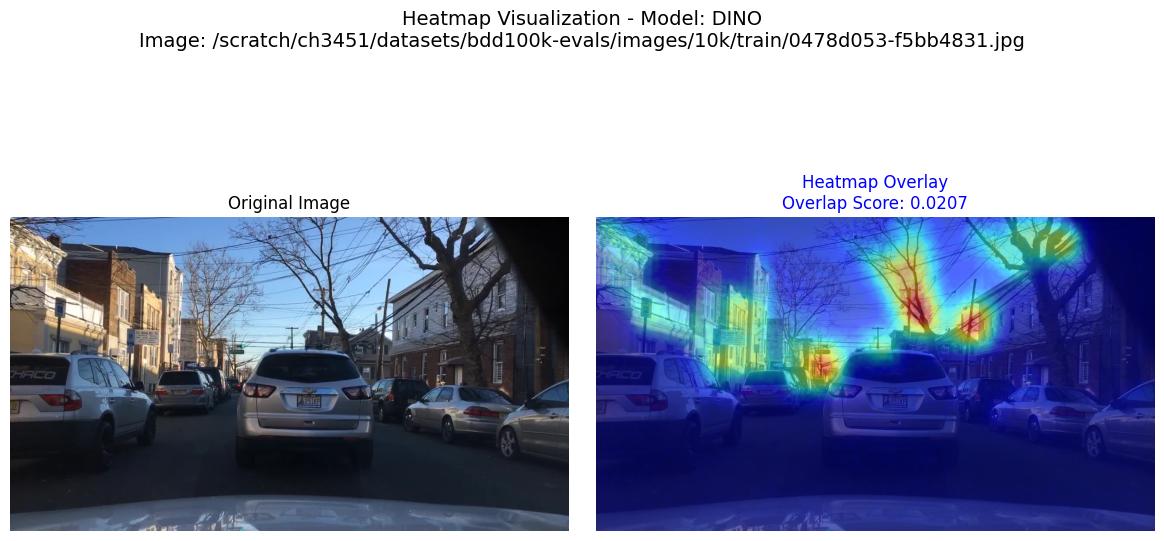 Heatmap Visualization - Model: DINO
Image: /scratch/ch3451/datasets/bdd100k-evals/images/10k/train/0478d053-f5bb4831.jpg
Original Image
Heatmap Overlay
Overlap Score: 0.0207